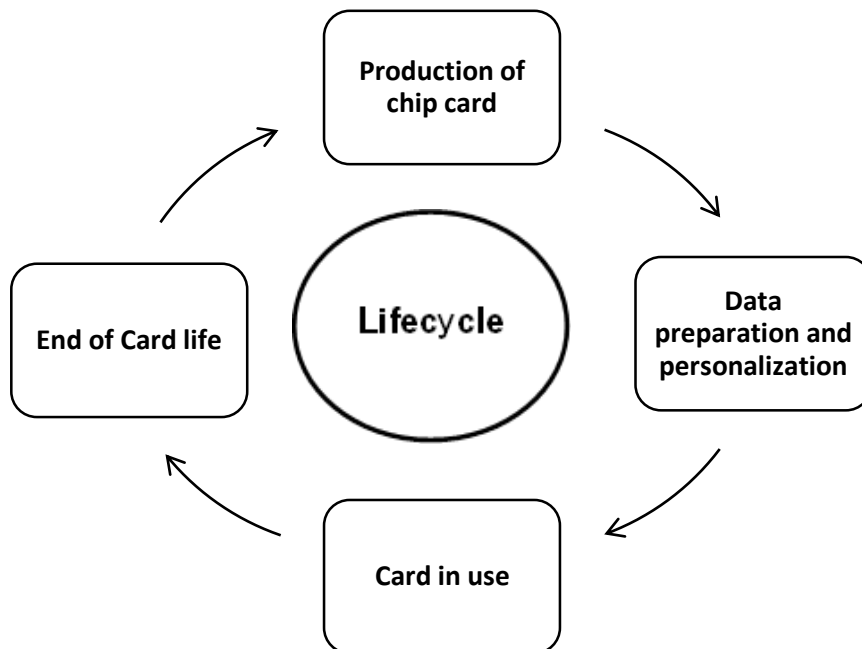 Production of
chip card
Data
preparation and
personalization
Lifecycle
End of Card life
Card in use